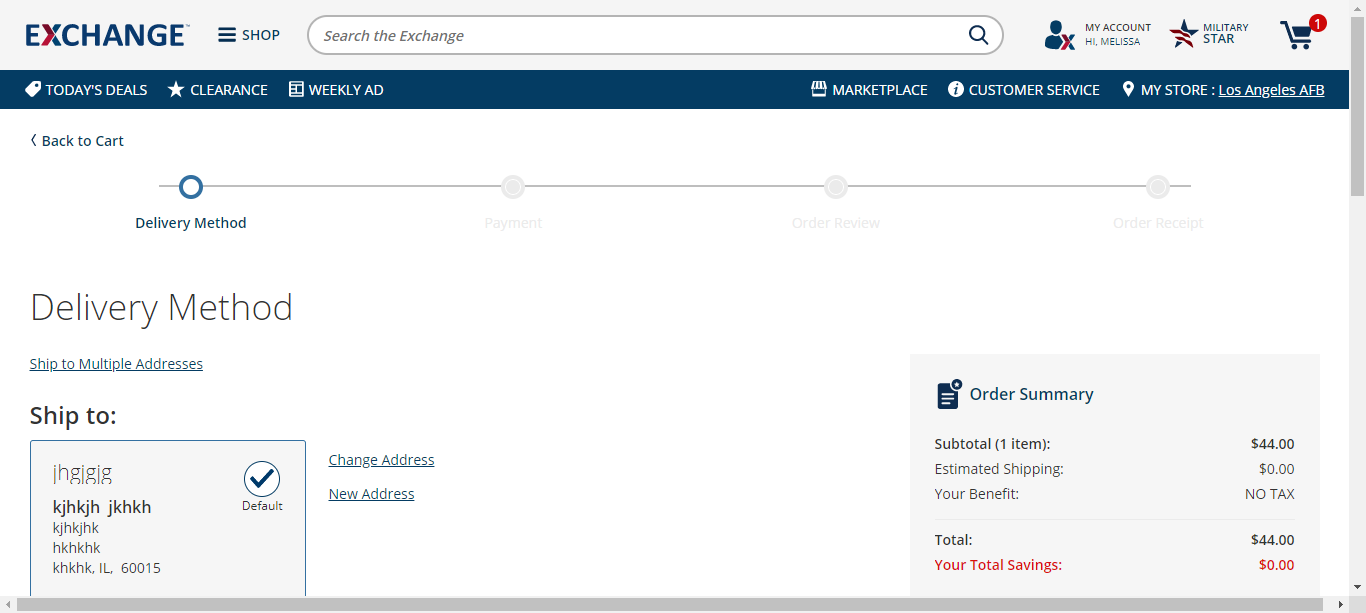 EXCHANGE™
SHOP
Search the Exchange
MY ACCOUNT
HI, MELISSA
MILITARY
STAR
1
TODAY'S DEALS
CLEARANCE
WEEKLY AD
MARKETPLACE
CUSTOMER SERVICE
MY STORE : Los Angeles AFB
Back to Cart
Delivery Method
Payment
Order Review
Order Receipt
Delivery Method
Ship to Multiple Addresses
Ship to:
jhgjgjg
Default
kjhkjh jkhkh
kjhkjhk
hkhkhk
khkhk, IL, 60015
Change Address
New Address
Order Summary
Subtotal (1 item): $44.00
Estimated Shipping: $0.00
Your Benefit: NO TAX
Total: $44.00
Your Total Savings: $0.00